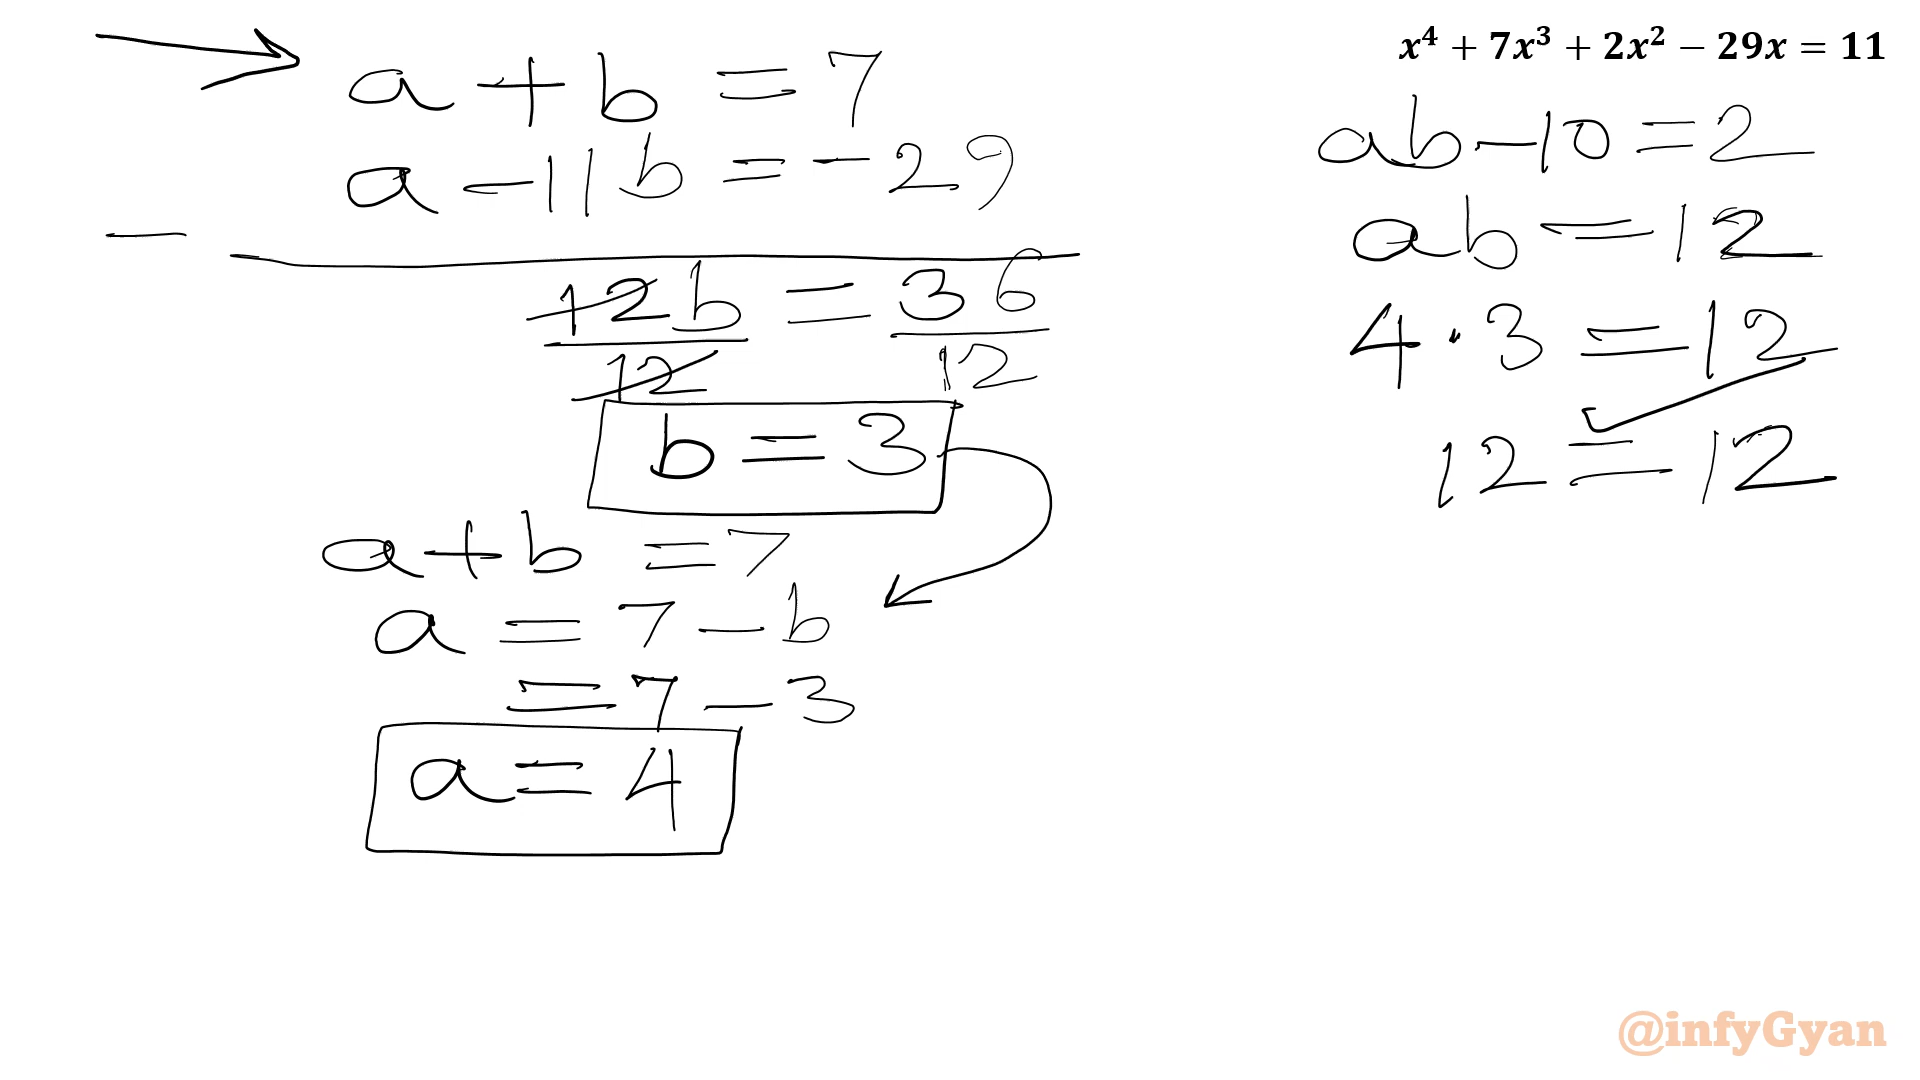 a + b = 7
a - 11b = -29
-
12b = 36
12 12
b = 3
a + b = 7
a = 7 - b
= 7 - 3
a = 4
x⁴ + 7x³ + 2x² − 29x = 11
ab - 10 = 2
ab = 12
4 · 3 = 12
12 = 12
@infyGyan